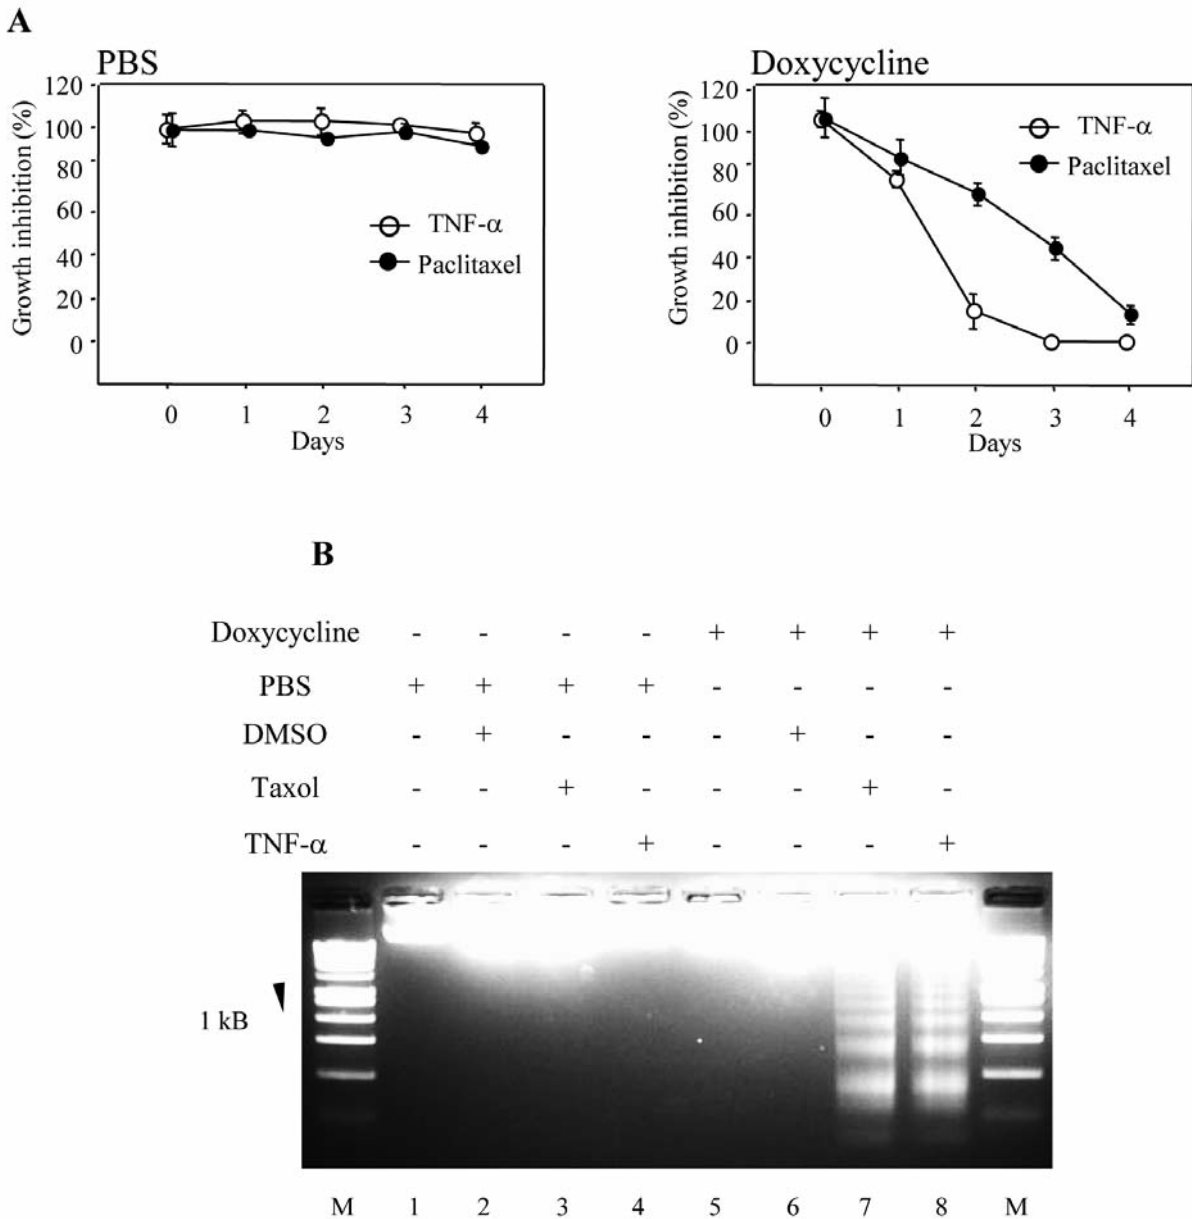 A
PBS
Growth inhibition (%)
120
100
80
60
40
20
0
TNF-α
Paclitaxel
0 1 2 3 4
Days
Doxycycline
Growth inhibition (%)
120
100
80
60
40
20
0
TNF-α
Paclitaxel
0 1 2 3 4
Days
B
Doxycycline - - - - + + + +
PBS + + + + - - - -
DMSO - + - - - + - -
Taxol - - + - - - + -
TNF-α - - - + - - - +
1 kB
M 1 2 3 4 5 6 7 8 M